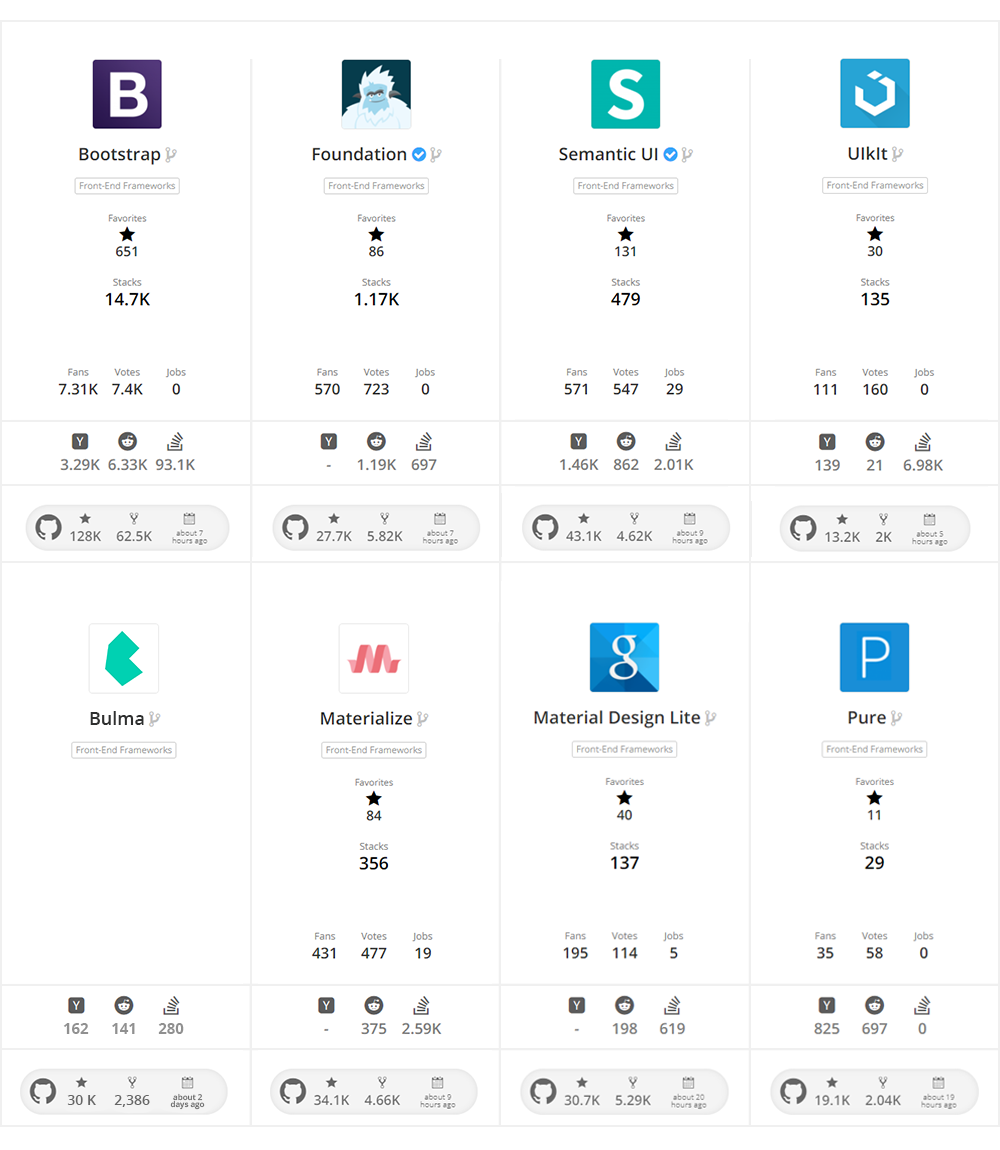 B
S
Bootstrap
Foundation
Semantic UI
UIkIt
Front-End Frameworks
Front-End Frameworks
Front-End Frameworks
Front-End Frameworks
Favorites
Favorites
Favorites
Favorites
651
86
131
30
Stacks
Stacks
Stacks
Stacks
14.7K
1.17K
479
135
Fans Votes Jobs
Fans Votes Jobs
Fans Votes Jobs
Fans Votes Jobs
7.31K 7.4K 0
570 723 0
571 547 29
111 160 0
Y
Y
Y
Y
3.29K 6.33K 93.1K
- 1.19K 697
1.46K 862 2.01K
139 21 6.98K
128K 62.5K about 7
hours ago
27.7K 5.82K about 7
hours ago
43.1K 4.62K about 9
hours ago
13.2K 2K about 5
hours ago
g
P
Bulma
Materialize
Material Design Lite
Pure
Front-End Frameworks
Front-End Frameworks
Front-End Frameworks
Front-End Frameworks
Favorites
Favorites
Favorites
84
40
11
Stacks
Stacks
Stacks
356
137
29
Fans Votes Jobs
Fans Votes Jobs
Fans Votes Jobs
431 477 19
195 114 5
35 58 0
Y
Y
Y
Y
162 141 280
- 375 2.59K
- 198 619
825 697 0
30 K 2,386 about 2
days ago
34.1K 4.66K about 9
hours ago
30.7K 5.29K about 20
hours ago
19.1K 2.04K about 19
hours ago